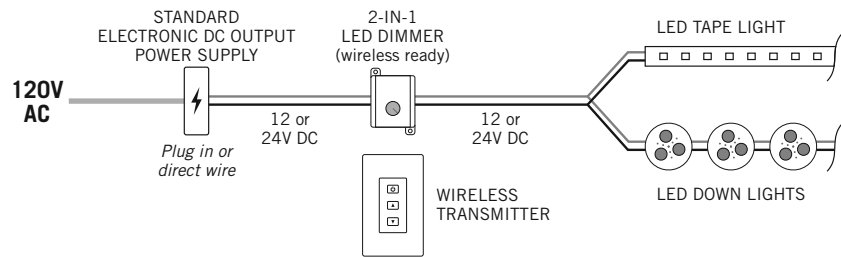 STANDARD
ELECTRONIC DC OUTPUT
POWER SUPPLY
2-IN-1
LED DIMMER
(wireless ready)
LED TAPE LIGHT
120V
AC
12 or
24V DC
12 or
24V DC
Plug in or
direct wire
WIRELESS
TRANSMITTER
LED DOWN LIGHTS